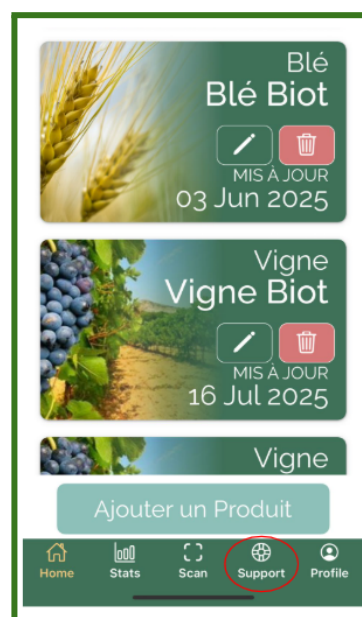 Blé
Blé Biot
MIS À JOUR
03 Jun 2025
Vigne
Vigne Biot
MIS À JOUR
16 Jul 2025
Vigne
Ajouter un Produit
Home Stats Scan Support Profile